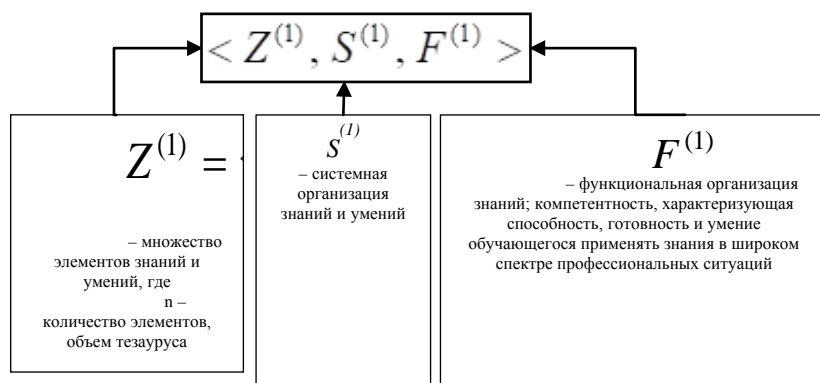 < Z^(1), S^(1), F^(1) >
Z^(1) =
– множество
элементов знаний и
умений, где
n –
количество элементов,
объем тезауруса
S^(1)
– системная
организация
знаний и умений
F^(1)
– функциональная организация
знаний; компетентность, характеризующая
способность, готовность и умение
обучающегося применять знания в широком
спектре профессиональных ситуаций